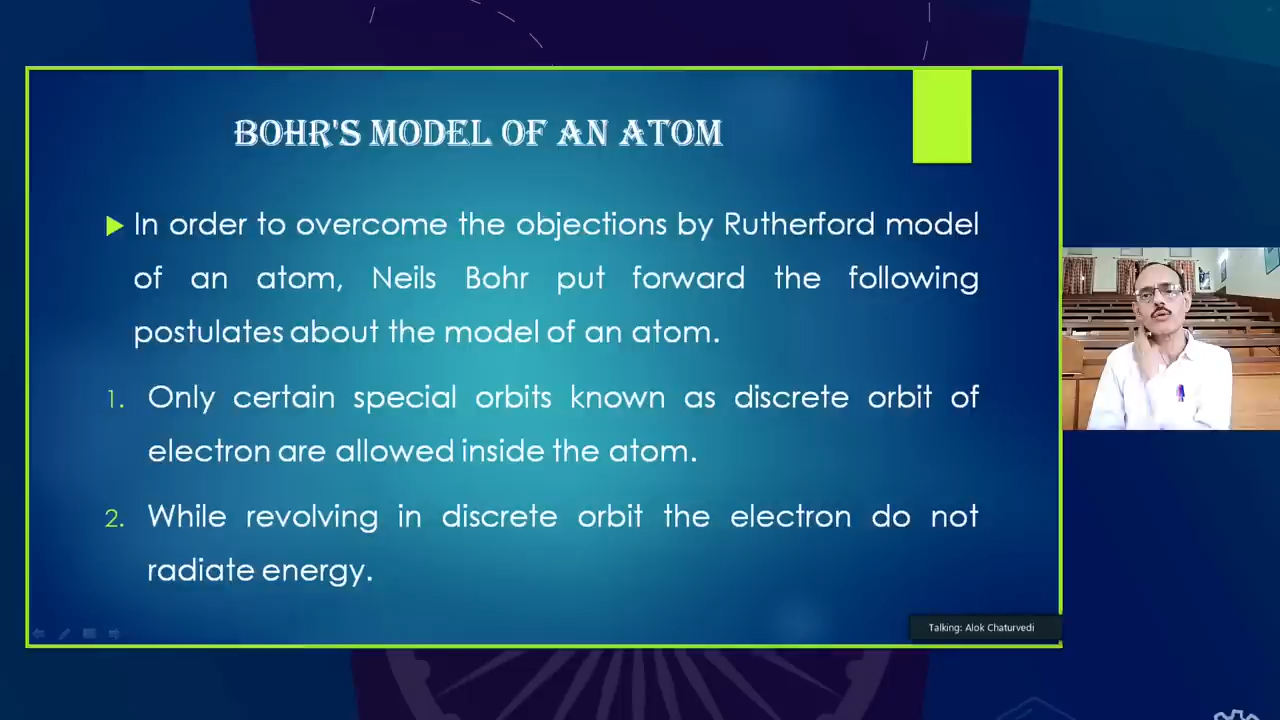 BOHR'S MODEL OF AN ATOM
In order to overcome the objections by Rutherford model
of an atom, Neils Bohr put forward the following
postulates about the model of an atom.
1. Only certain special orbits known as discrete orbit of
electron are allowed inside the atom.
2. While revolving in discrete orbit the electron do not
radiate energy.
Talking: Alok Chaturvedi